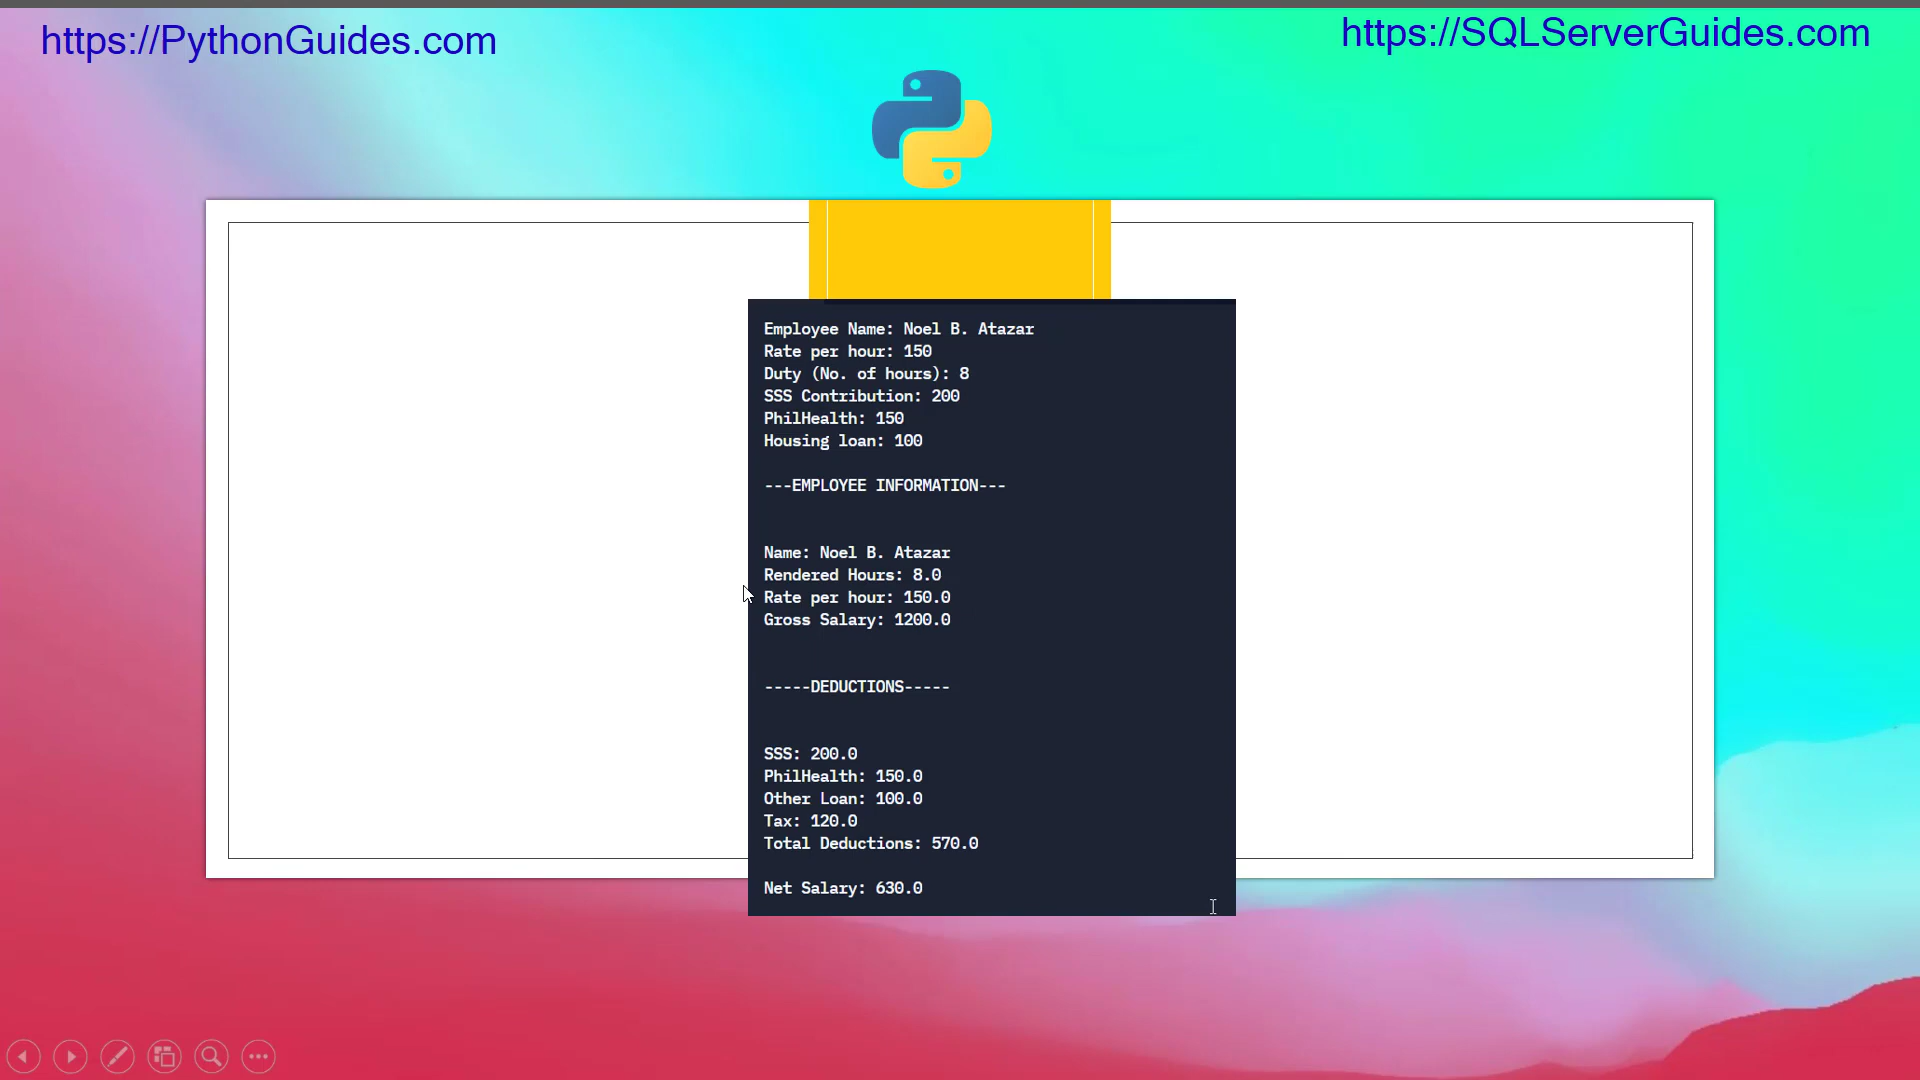 https://PythonGuides.com
https://SQLServerGuides.com
Employee Name: Noel B. Atazar
Rate per hour: 150
Duty (No. of hours): 8
SSS Contribution: 200
PhilHealth: 150
Housing loan: 100
---EMPLOYEE INFORMATION---
Name: Noel B. Atazar
Rendered Hours: 8.0
Rate per hour: 150.0
Gross Salary: 1200.0
-----DEDUCTIONS-----
SSS: 200.0
PhilHealth: 150.0
Other Loan: 100.0
Tax: 120.0
Total Deductions: 570.0
Net Salary: 630.0